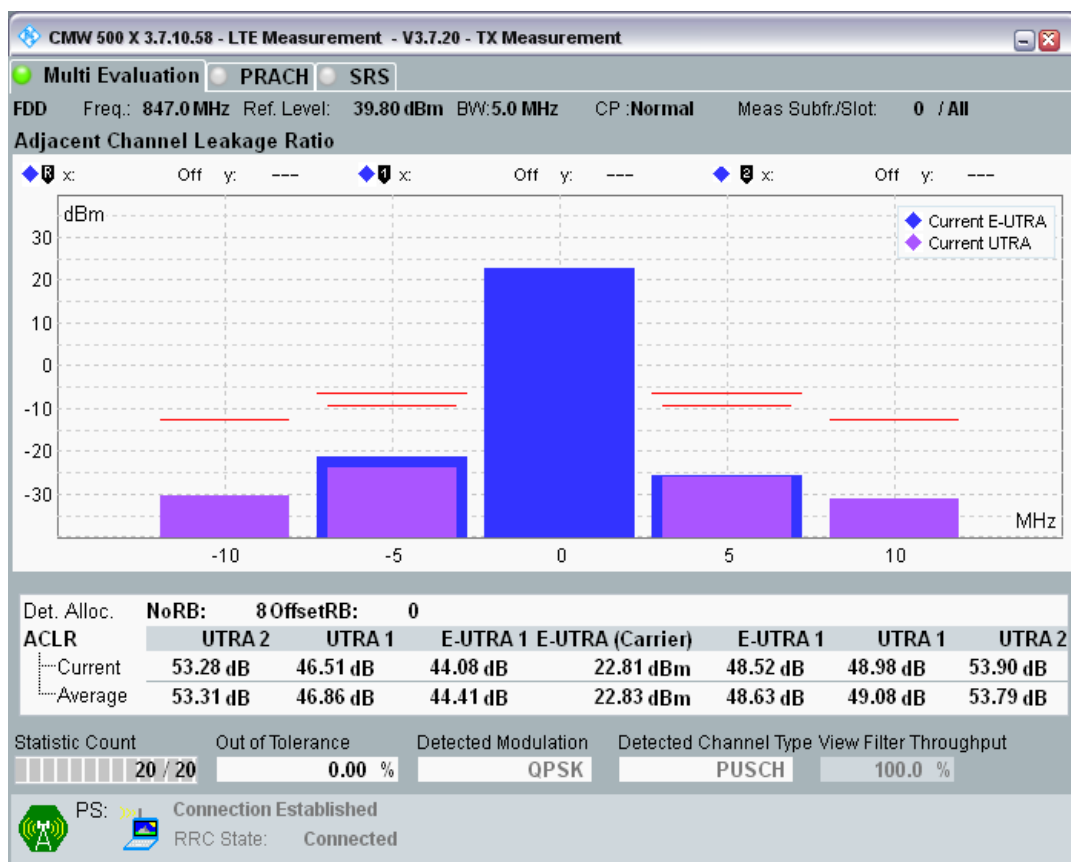 CMW 500 X 3.7.10.58 - LTE Measurement - V3.7.20 - TX Measurement
Multi Evaluation PRACH SRS
FDD Freq.: 847.0 MHz Ref. Level: 39.80 dBm BW:5.0 MHz CP :Normal Meas Subfr./Slot: 0 / All
Adjacent Channel Leakage Ratio
R x: Off y: --- 1 x: Off y: --- 2 x: Off y: ---
dBm
Current E-UTRA
Current UTRA
30
20
10
0
-10
-20
-30
MHz
-10 -5 0 5 10
Det. Alloc. NoRB: 8 OffsetRB: 0
ACLR UTRA 2 UTRA 1 E-UTRA 1 E-UTRA (Carrier) E-UTRA 1 UTRA 1 UTRA 2
Current 53.28 dB 46.51 dB 44.08 dB 22.81 dBm 48.52 dB 48.98 dB 53.90 dB
Average 53.31 dB 46.86 dB 44.41 dB 22.83 dBm 48.63 dB 49.08 dB 53.79 dB
Statistic Count Out of Tolerance Detected Modulation Detected Channel Type View Filter Throughput
20 / 20 0.00 % QPSK PUSCH 100.0 %
PS: Connection Established
RRC State: Connected